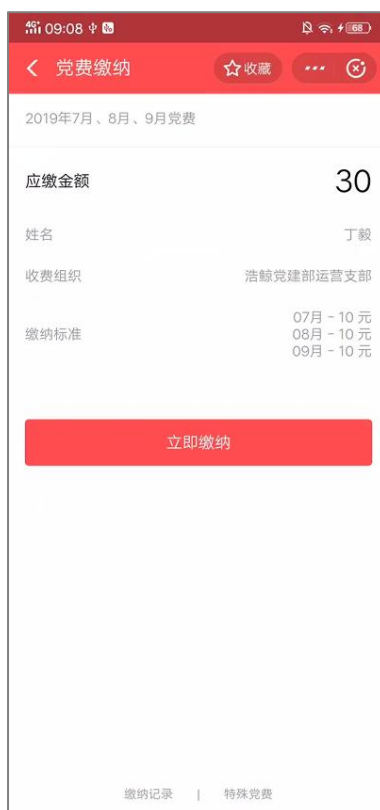 4G 09:08 68
党费缴纳 收藏
2019年7月、8月、9月党费
应缴金额 30
姓名 丁毅
收费组织 浩鲸党建部运营支部
07月 - 10 元
缴纳标准 08月 - 10 元
09月 - 10 元
立即缴纳
缴纳记录 | 特殊党费